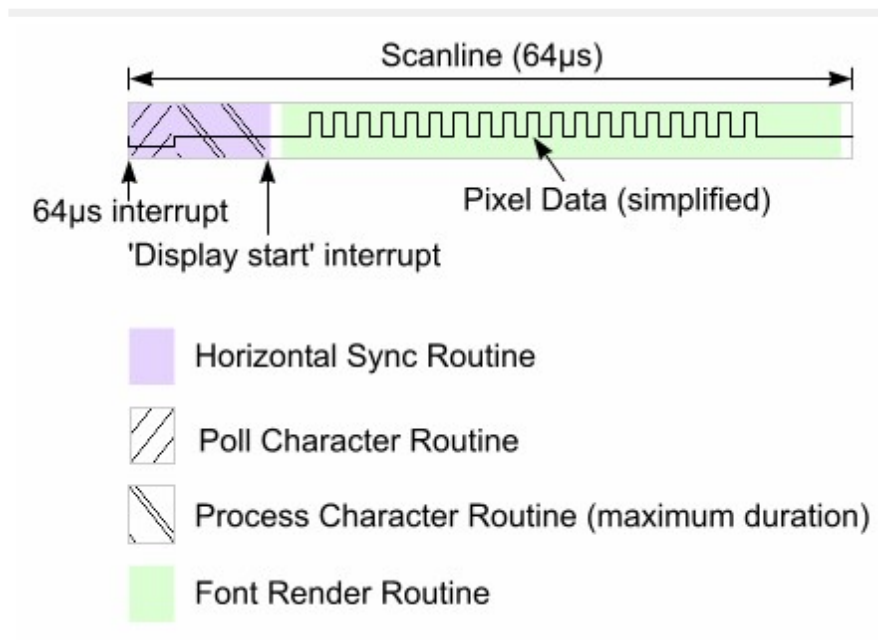 Scanline (64µs)
64µs interrupt
Pixel Data (simplified)
'Display start' interrupt
Horizontal Sync Routine
Poll Character Routine
Process Character Routine (maximum duration)
Font Render Routine